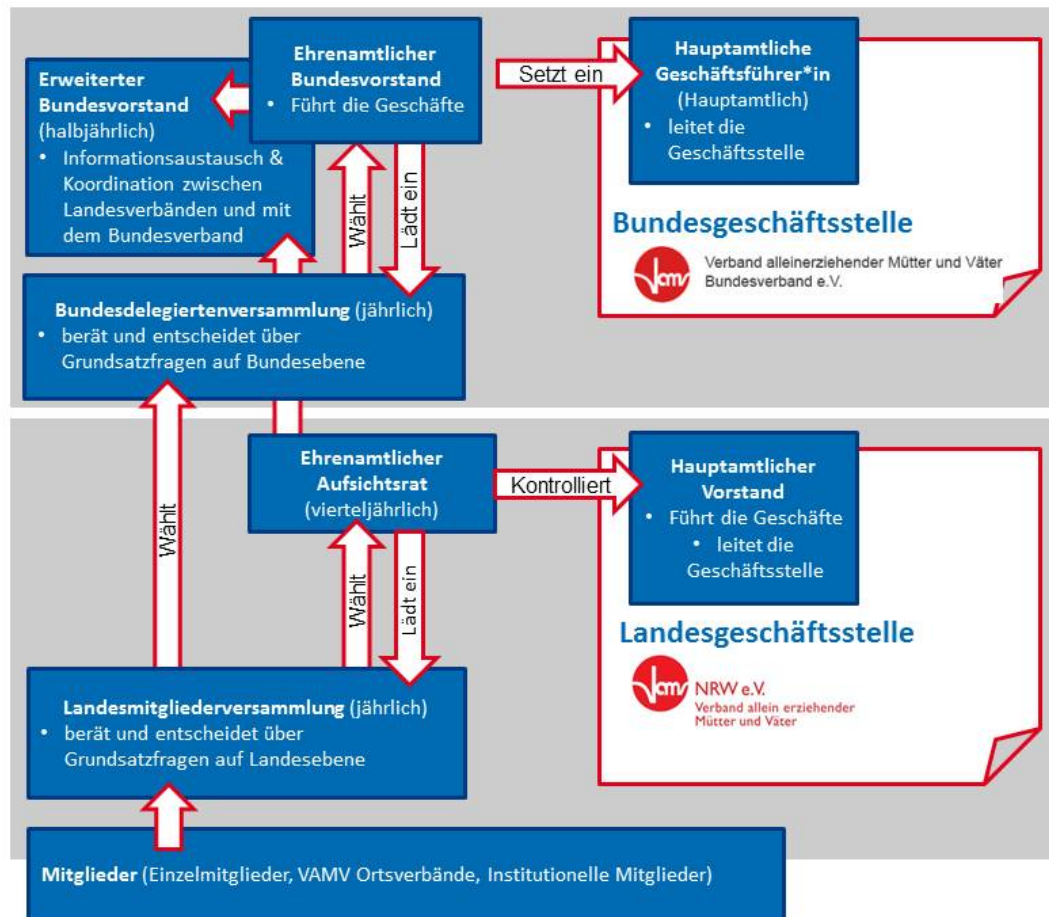 Ehrenamtlicher
Bundesvorstand
• Führt die Geschäfte
Erweiterter
Bundesvorstand
(halbjährlich)
• Informationsaustausch &
Koordination zwischen
Landesverbänden und mit
dem Bundesverband
Setzt ein
Hauptamtliche
Geschäftsführer*in
(Hauptamtlich)
• leitet die
Geschäftsstelle
Wählt
Lädt ein
Bundesgeschäftsstelle
vamv
Verband alleinerziehender Mütter und Väter
Bundesverband e.V.
Bundesdelegiertenversammlung (jährlich)
• berät und entscheidet über
Grundsatzfragen auf Bundesebene
Wählt
Ehrenamtlicher
Aufsichtsrat
(vierteljährlich)
Kontrolliert
Hauptamtlicher
Vorstand
• Führt die Geschäfte
• leitet die
Geschäftsstelle
Wählt
Lädt ein
Landesgeschäftsstelle
vamv
NRW e.V.
Verband allein erziehender
Mütter und Väter
Landesmitgliederversammlung (jährlich)
• berät und entscheidet über
Grundsatzfragen auf Landesebene
Mitglieder (Einzelmitglieder, VAMV Ortsverbände, Institutionelle Mitglieder)